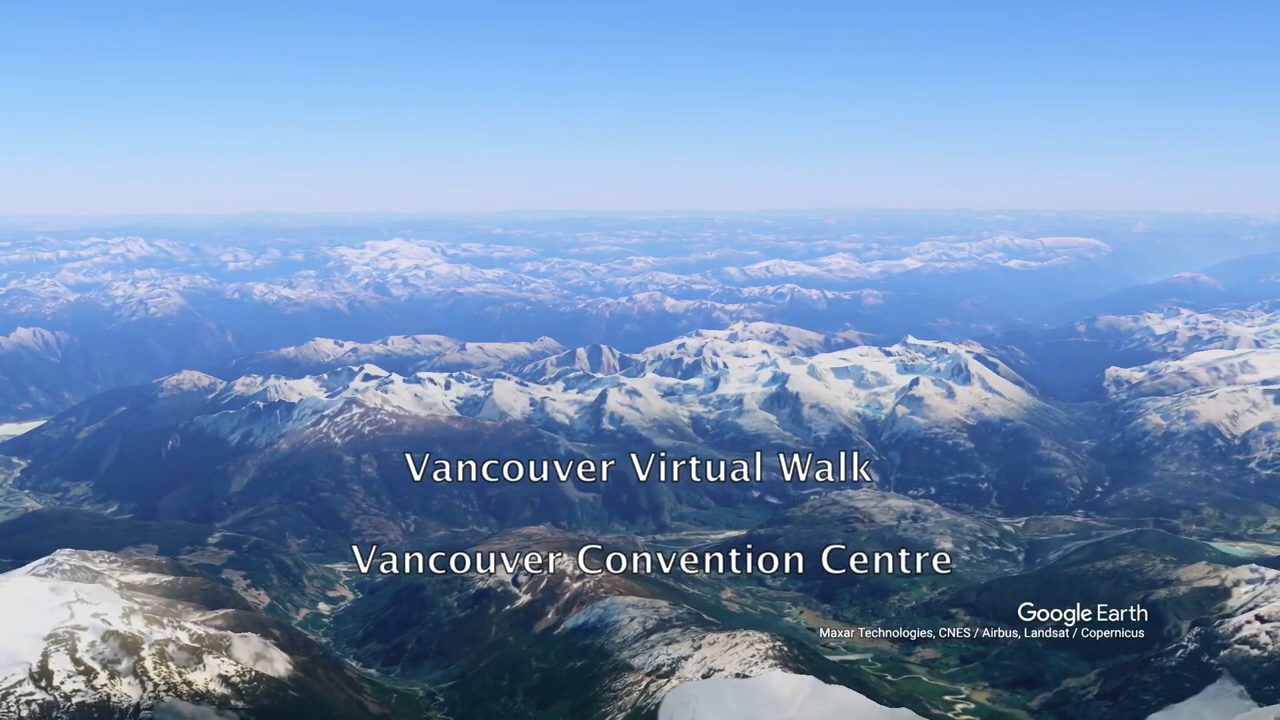 Vancouver Virtual Walk
Vancouver Convention Centre
Google Earth
Maxar Technologies, CNES / Airbus, Landsat / Copernicus